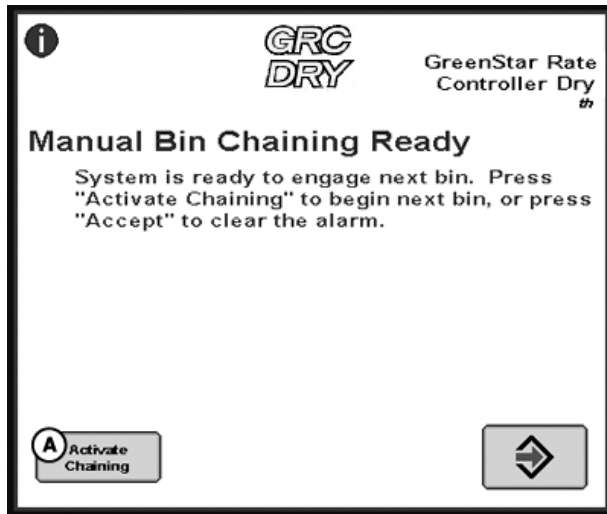 i
GRC
DRY
GreenStar Rate
Controller Dry
th
Manual Bin Chaining Ready
System is ready to engage next bin. Press
"Activate Chaining" to begin next bin, or press
"Accept" to clear the alarm.
A
Activate
Chaining